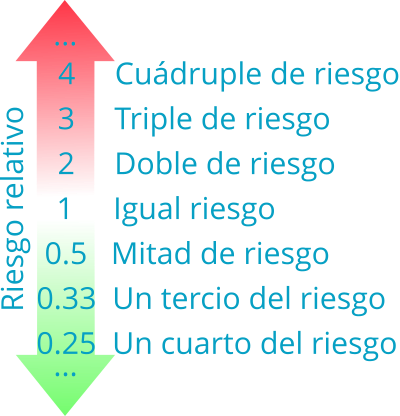 Riesgo relativo
...
4 Cuádruple de riesgo
3 Triple de riesgo
2 Doble de riesgo
1 Igual riesgo
0.5 Mitad de riesgo
0.33 Un tercio del riesgo
0.25 Un cuarto del riesgo
...